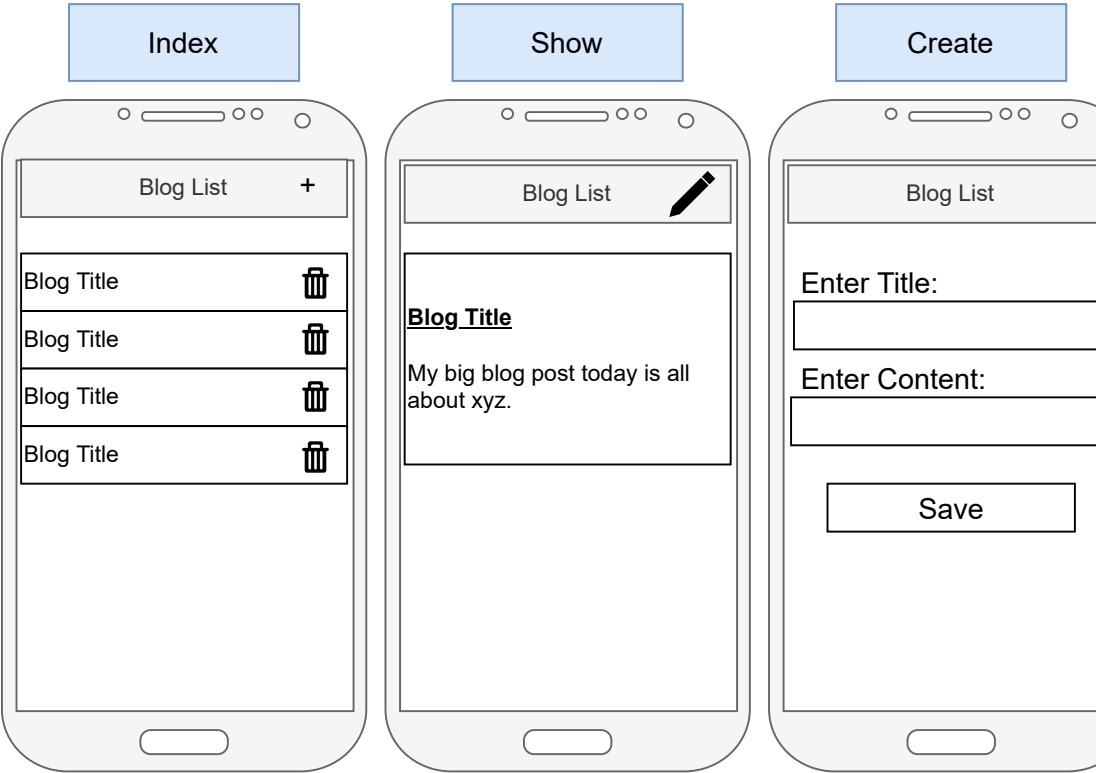 Index
Show
Create
Blog List +
Blog Title
Blog Title
Blog Title
Blog Title
Blog List
Blog Title
My big blog post today is all
about xyz.
Blog List
Enter Title:
Enter Content:
Save